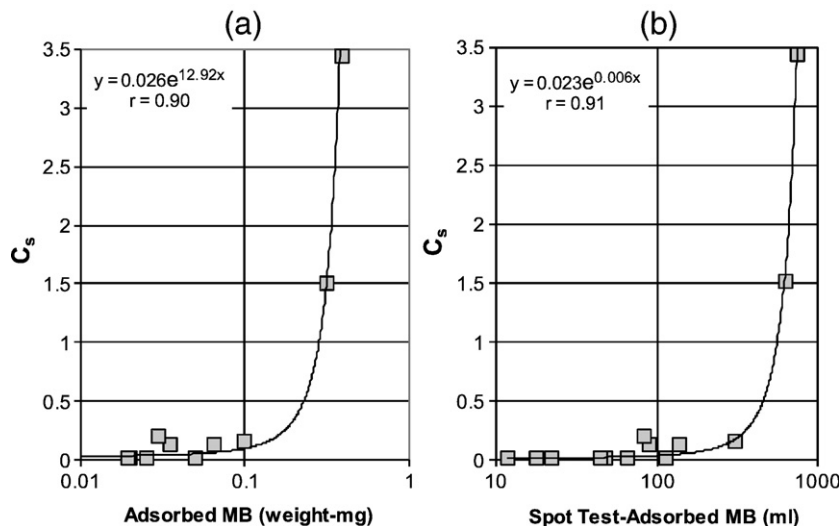 (a)
3.5
y = 0.026e^12.92x
r = 0.90
3
2.5
2
1.5
1
0.5
0
0.01 0.1 1
C_s
Adsorbed MB (weight-mg)
(b)
3.5
y = 0.023e^0.006x
r = 0.91
3
2.5
2
1.5
1
0.5
0
10 100 1000
C_s
Spot Test-Adsorbed MB (ml)